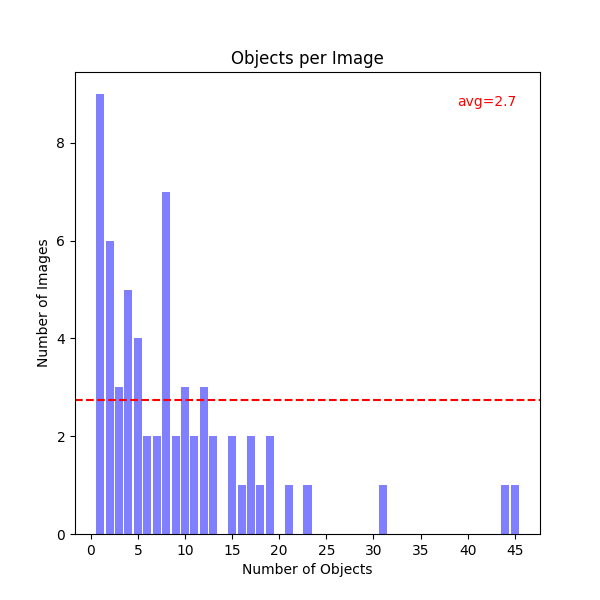 Objects per Image
avg=2.7
Number of Images
8
6
4
2
0
0 5 10 15 20 25 30 35 40 45
Number of Objects